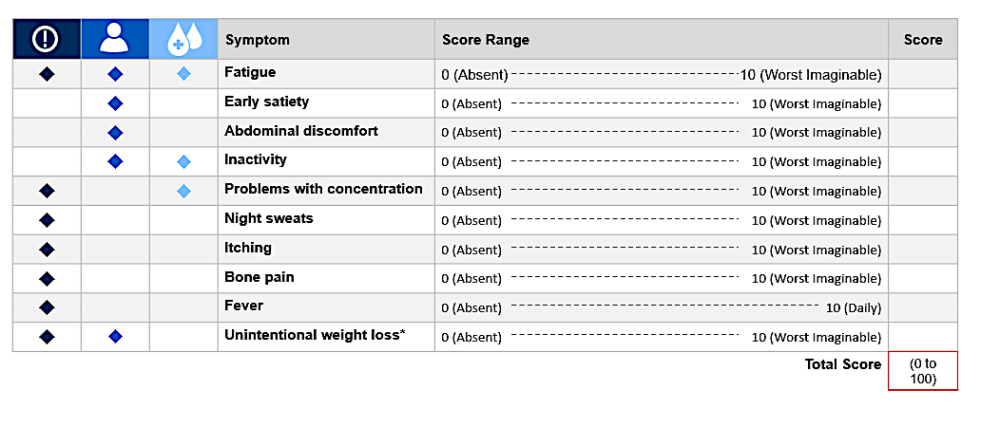 Symptom Score Range Score
Fatigue 0 (Absent) 10 (Worst Imaginable)
Early satiety 0 (Absent) 10 (Worst Imaginable)
Abdominal discomfort 0 (Absent) 10 (Worst Imaginable)
Inactivity 0 (Absent) 10 (Worst Imaginable)
Problems with concentration 0 (Absent) 10 (Worst Imaginable)
Night sweats 0 (Absent) 10 (Worst Imaginable)
Itching 0 (Absent) 10 (Worst Imaginable)
Bone pain 0 (Absent) 10 (Worst Imaginable)
Fever 0 (Absent) 10 (Daily)
Unintentional weight loss* 0 (Absent) 10 (Worst Imaginable)
Total Score (0 to
100)